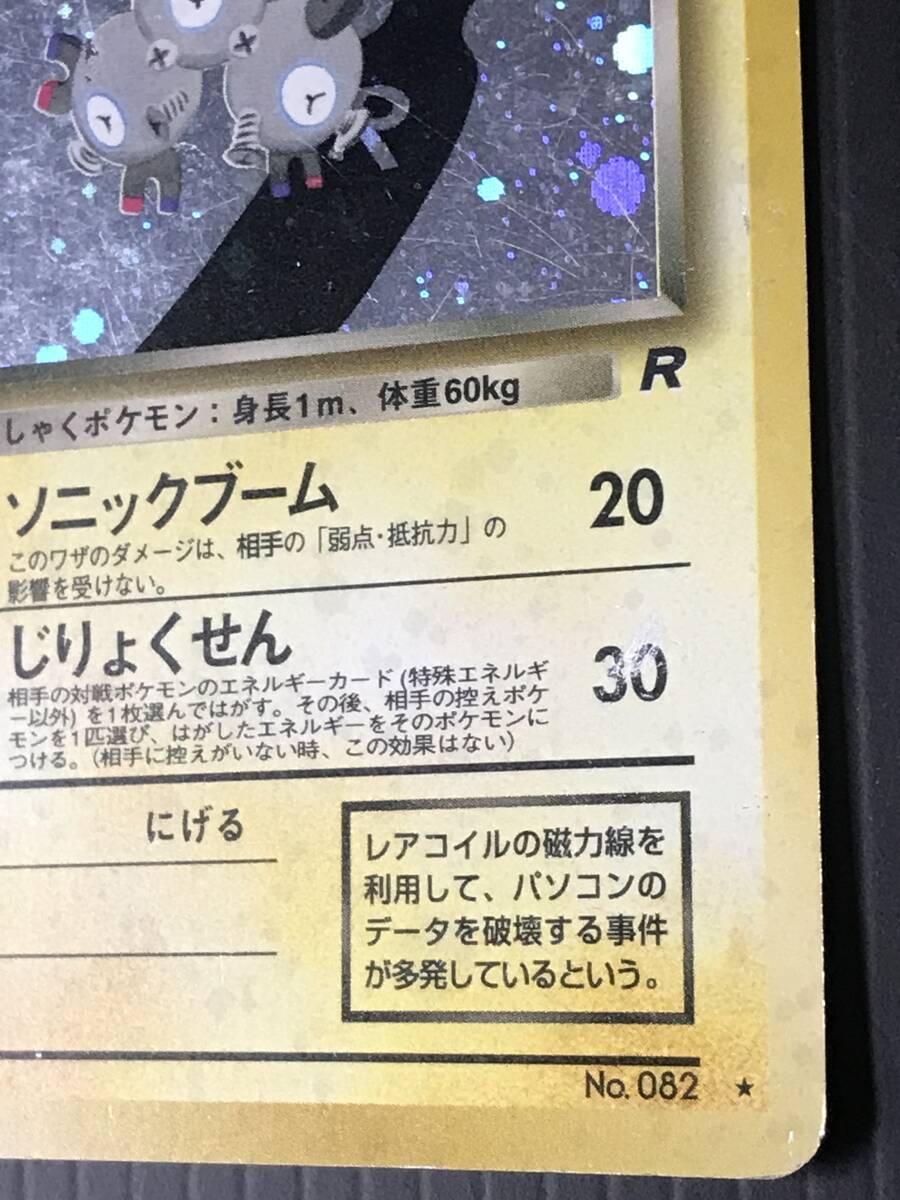 R
しゃくポケモン：身長1m、体重60kg
ソニックブーム 20
このワザのダメージは、相手の「弱点・抵抗力」の
影響を受けない。
じりょくせん 30
相手の対戦ポケモンのエネルギーカード(特殊エネルギ
ー以外)を1枚選んではがす。その後、相手の控えポケ
モンを1匹選び、はがしたエネルギーをそのポケモンに
つける。(相手に控えがいない時、この効果はない)
にげる
レアコイルの磁力線を
利用して、パソコンの
データを破壊する事件
が多発しているという。
No. 082 ★